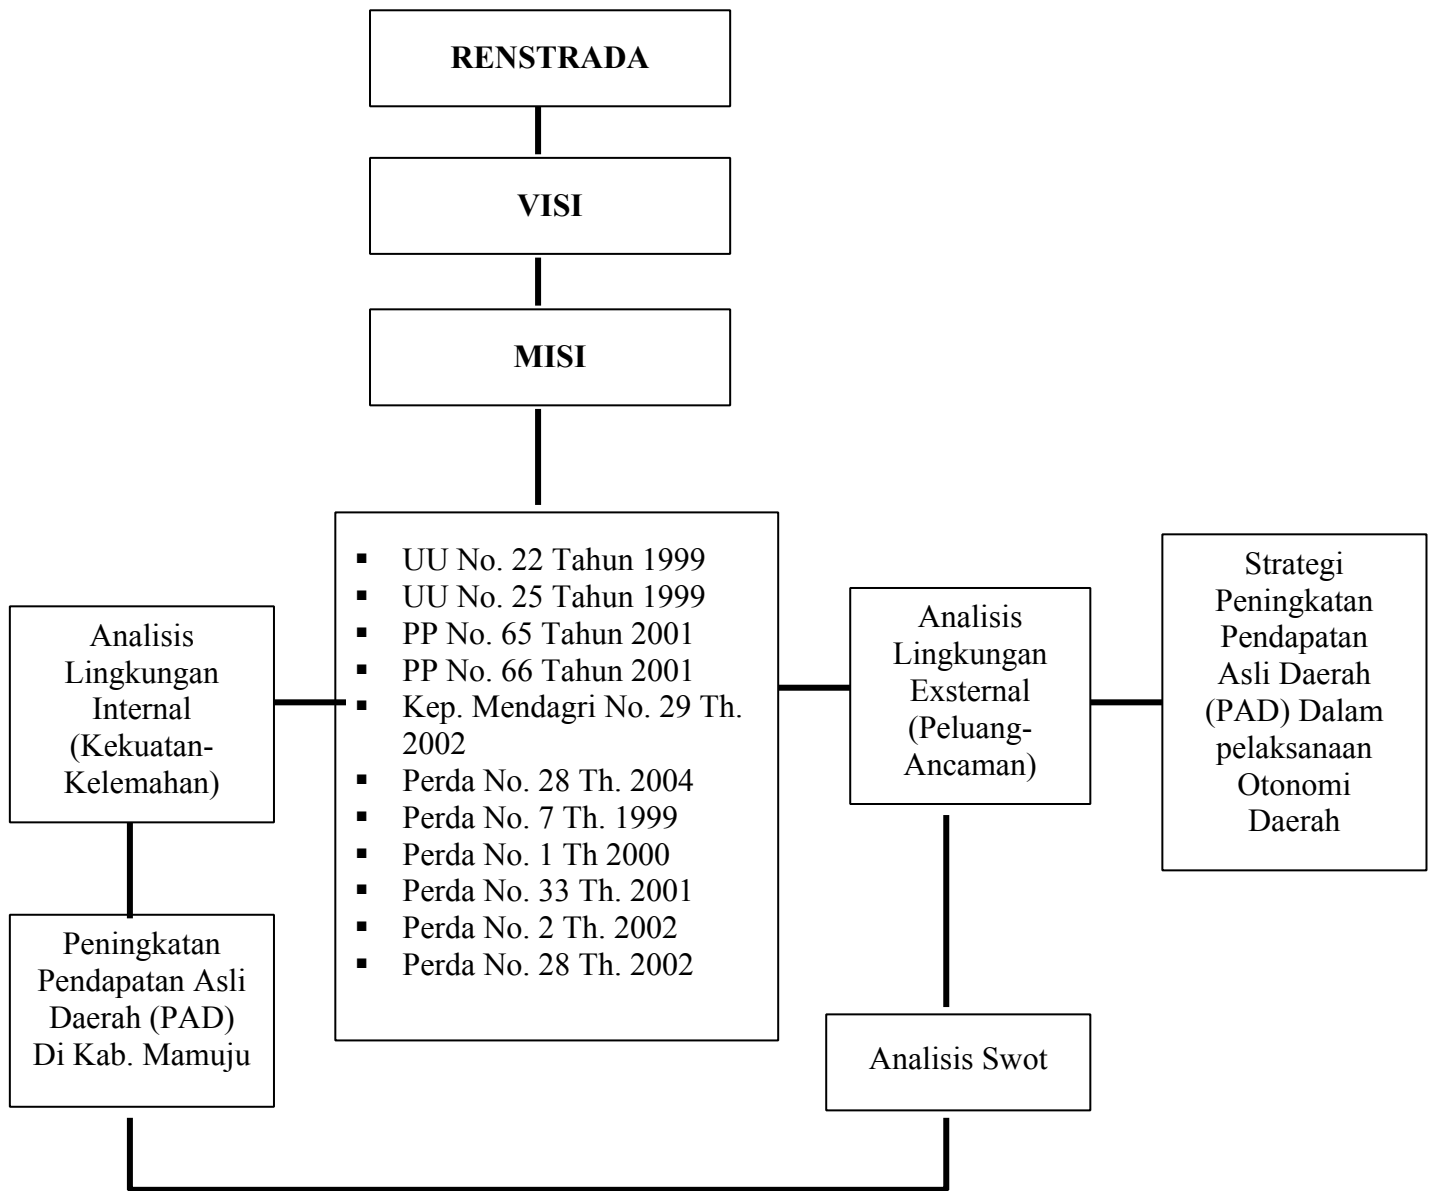 RENSTRADA
VISI
MISI
▪ UU No. 22 Tahun 1999
▪ UU No. 25 Tahun 1999
▪ PP No. 65 Tahun 2001
▪ PP No. 66 Tahun 2001
▪ Kep. Mendagri No. 29 Th.
2002
▪ Perda No. 28 Th. 2004
▪ Perda No. 7 Th. 1999
▪ Perda No. 1 Th 2000
▪ Perda No. 33 Th. 2001
▪ Perda No. 2 Th. 2002
▪ Perda No. 28 Th. 2002
Analisis
Lingkungan
Internal
(Kekuatan-
Kelemahan)
Peningkatan
Pendapatan Asli
Daerah (PAD)
Di Kab. Mamuju
Analisis
Lingkungan
Exsternal
(Peluang-
Ancaman)
Analisis Swot
Strategi
Peningkatan
Pendapatan
Asli Daerah
(PAD) Dalam
pelaksanaan
Otonomi
Daerah